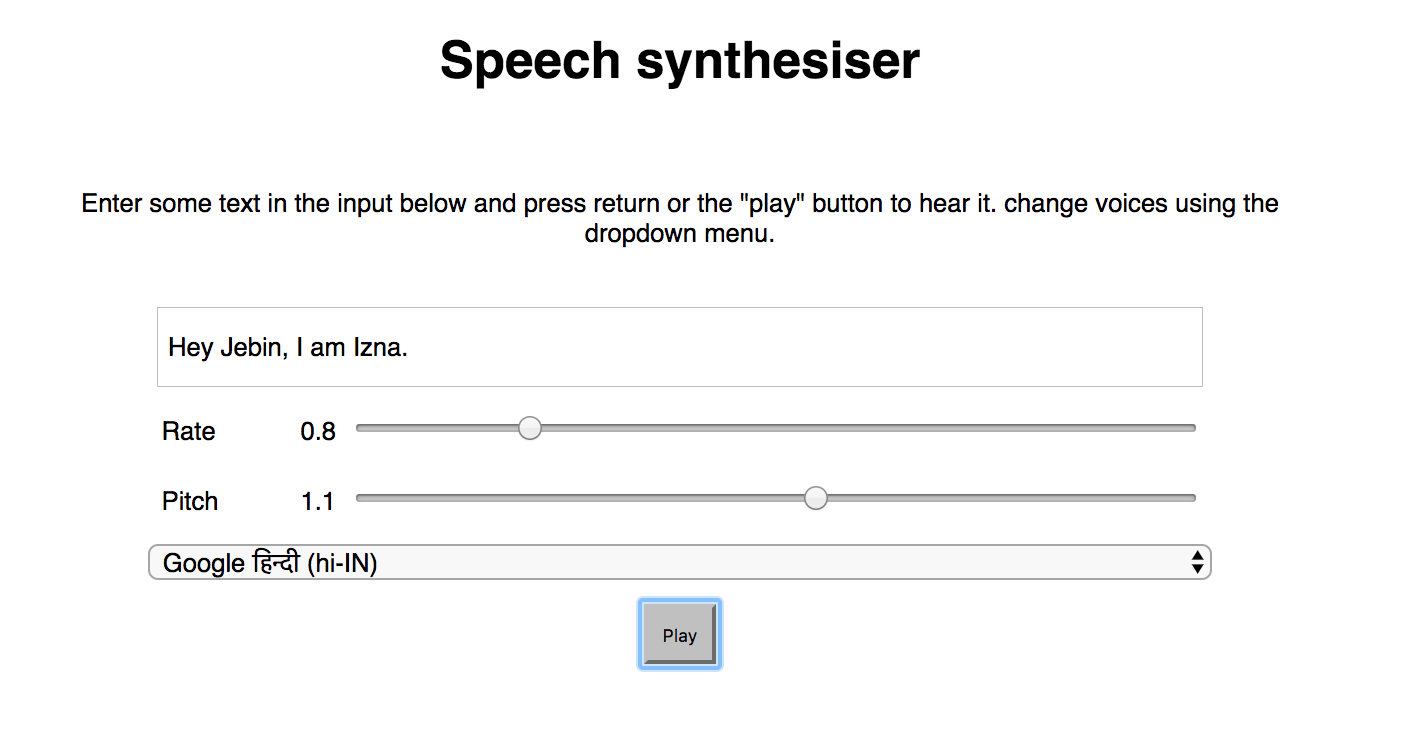 Speech synthesiser
Enter some text in the input below and press return or the "play" button to hear it. change voices using the
dropdown menu.
Hey Jebin, I am Izna.
Rate 0.8
Pitch 1.1
Google हिन्दी (hi-IN)
Play